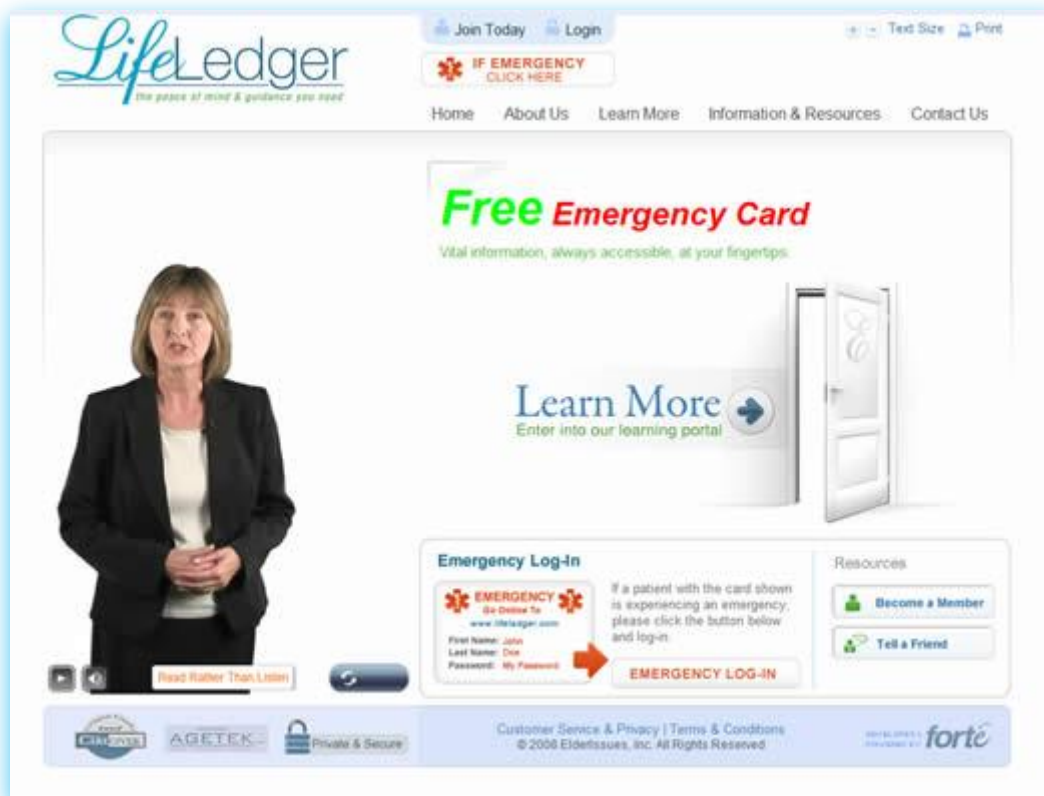 LifeLedger
the peace of mind & guidance you need
Join Today Login
Text Size Print
IF EMERGENCY
CLICK HERE
Home About Us Learn More Information & Resources Contact Us
Free Emergency Card
Vital information, always accessible, at your fingertips.
Learn More
Enter into our learning portal
Emergency Log-In
EMERGENCY
Go Online To
www.lifeledger.com
First Name: John
Last Name: Doe
Password: My Password
If a patient with the card shown
is experiencing an emergency,
please click the button below
and log-in
EMERGENCY LOG-IN
Resources
Become a Member
Tell a Friend
Read Rather Than Listen
AGETEK
Private & Secure
Customer Service & Privacy | Terms & Conditions
© 2008 ElderIssues, Inc. All Rights Reserved
forté